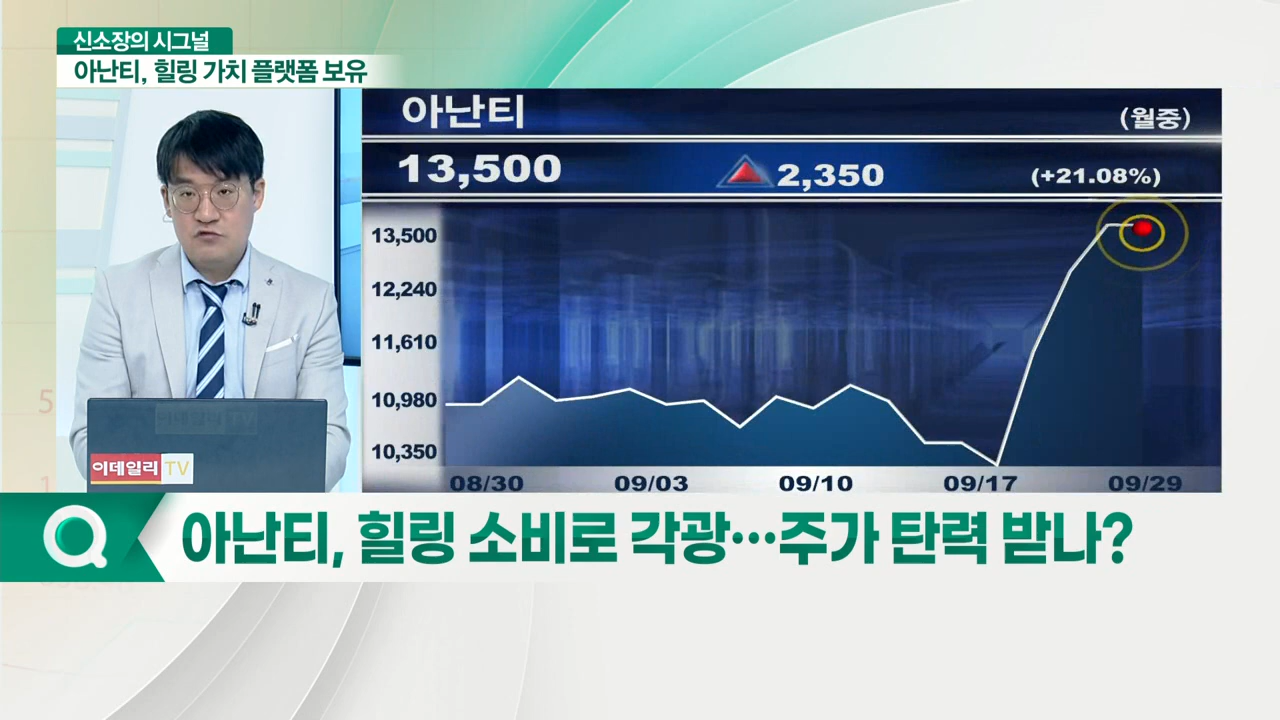 신소장의 시그널
아난티, 힐링 가치 플랫폼 보유
아난티
(월중)
13,500
2,350
(+21.08%)
13,500
12,240
11,610
10,980
10,350
08/30
09/03
09/10
09/17
09/29
이데일리 TV
아난티, 힐링 소비로 각광…주가 탄력 받나?